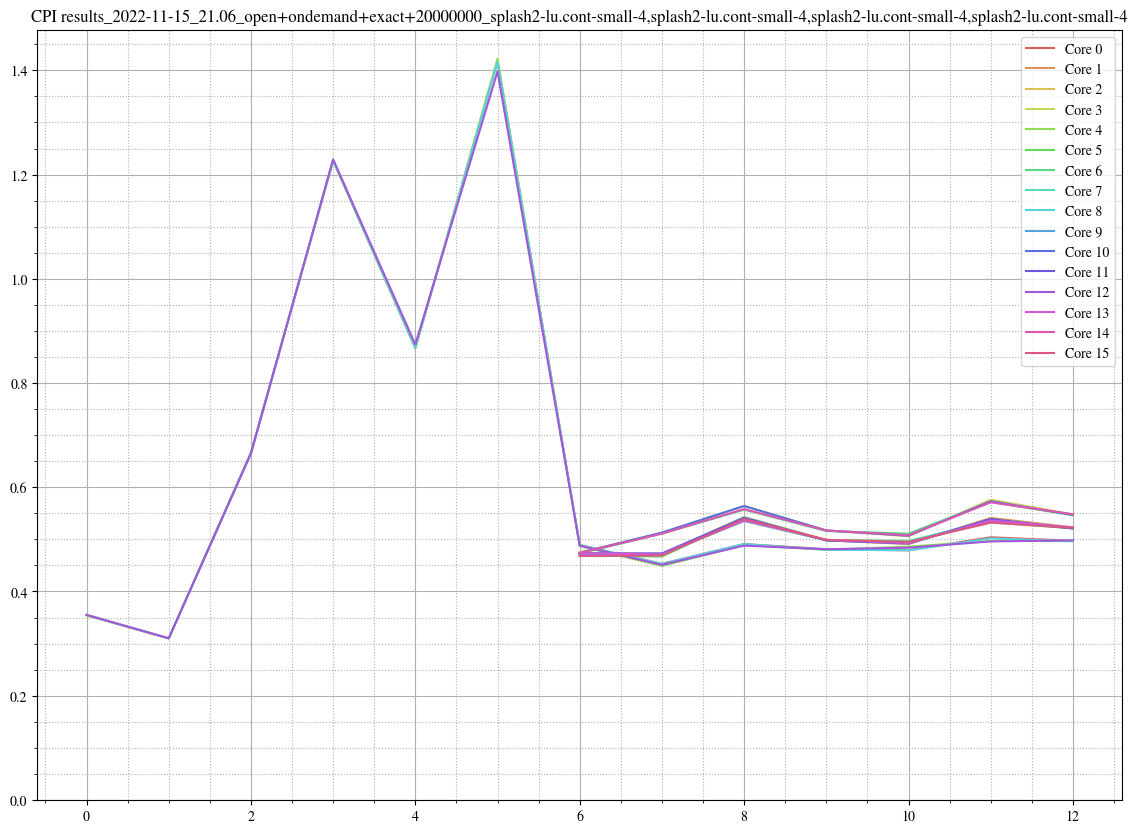 CPI results_2022-11-15_21.06_open+ondemand+exact+20000000_splash2-lu.cont-small-4,splash2-lu.cont-small-4,splash2-lu.cont-small-4,splash2-lu.cont-small-4
1.4
1.2
1.0
0.8
0.6
0.4
0.2
0.0
0
2
4
6
8
10
12
Core 0
Core 1
Core 2
Core 3
Core 4
Core 5
Core 6
Core 7
Core 8
Core 9
Core 10
Core 11
Core 12
Core 13
Core 14
Core 15